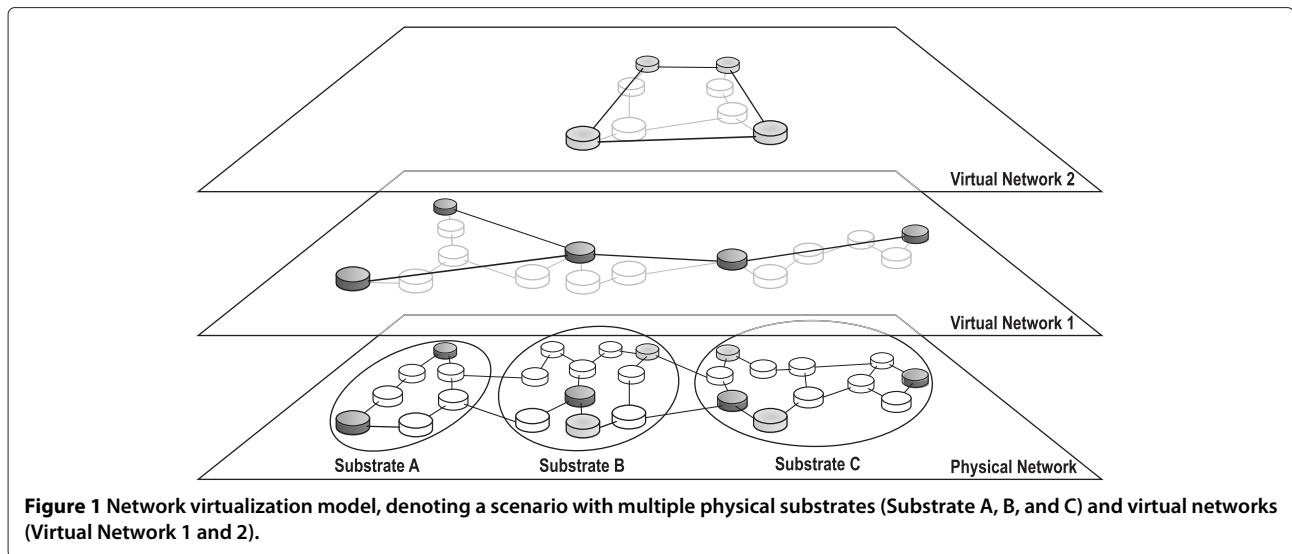 Virtual Network 2
Virtual Network 1
Substrate A
Substrate B
Substrate C
Physical Network
Figure 1 Network virtualization model, denoting a scenario with multiple physical substrates (Substrate A, B, and C) and virtual networks
(Virtual Network 1 and 2).